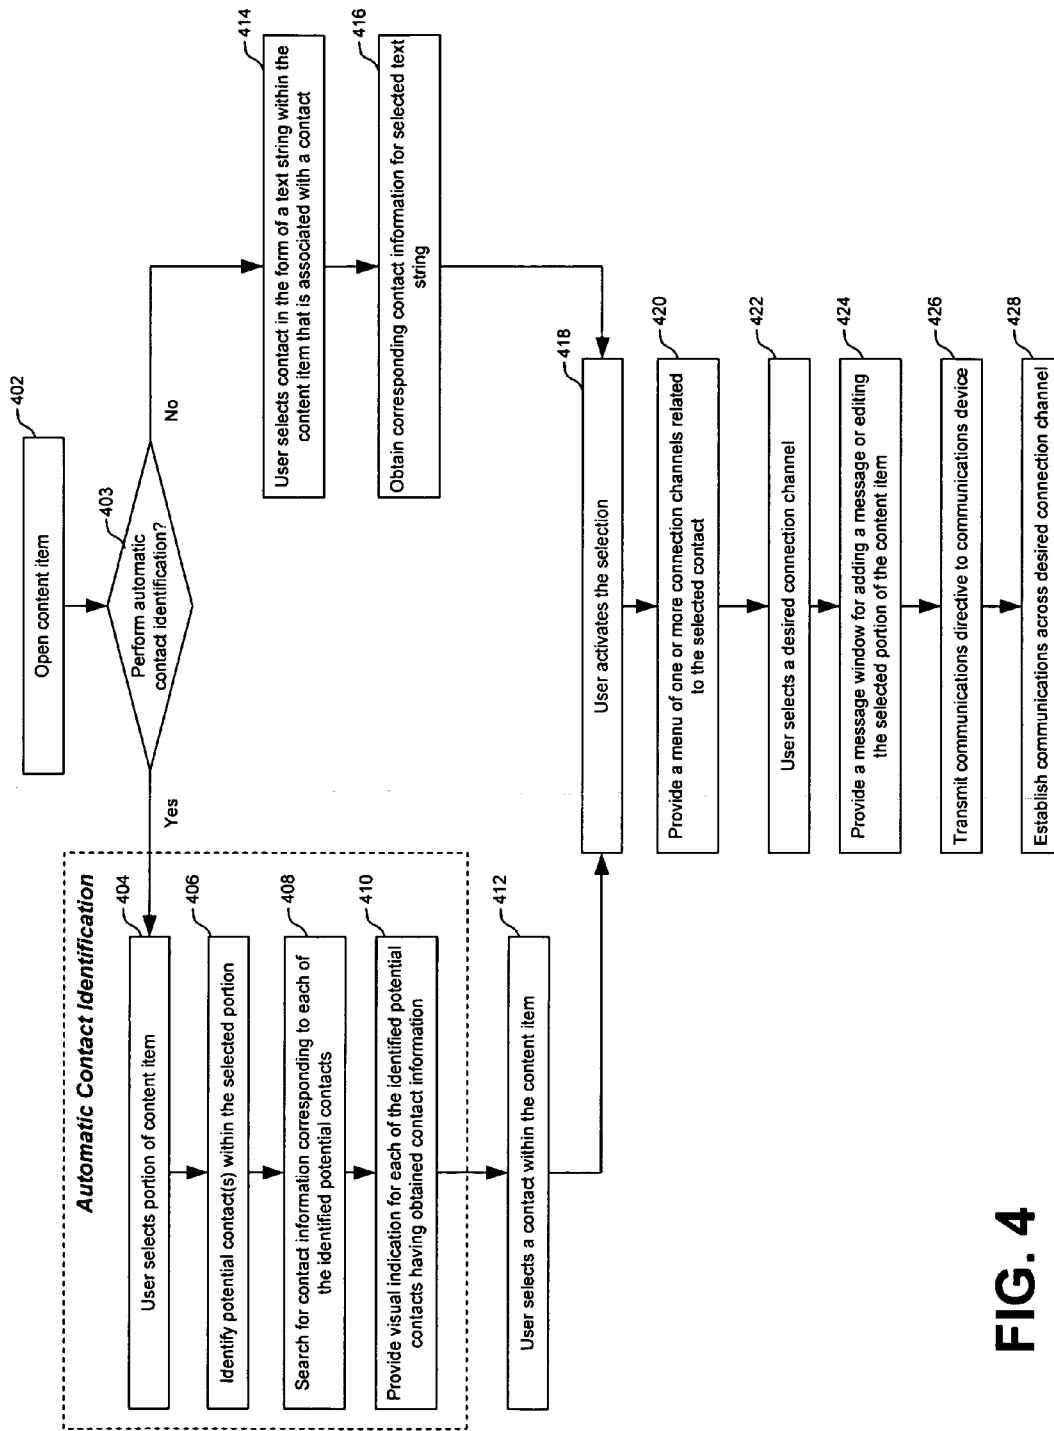 402
Open content item
403
Perform automatic
contact identification?
Yes
No
Automatic Contact Identification
404
User selects portion of content item
406
Identify potential contact(s) within the selected portion
408
Search for contact information corresponding to each of
the identified potential contacts
410
Provide visual indication for each of the identified potential
contacts having obtained contact information
412
User selects a contact within the content item
414
User selects contact in the form of a text string within the
content item that is associated with a contact
416
Obtain corresponding contact information for selected text
string
418
User activates the selection
420
Provide a menu of one or more connection channels related
to the selected contact
422
User selects a desired connection channel
424
Provide a message window for adding a message or editing
the selected portion of the content item
426
Transmit communications directive to communications device
428
Establish communications across desired connection channel
FIG. 4